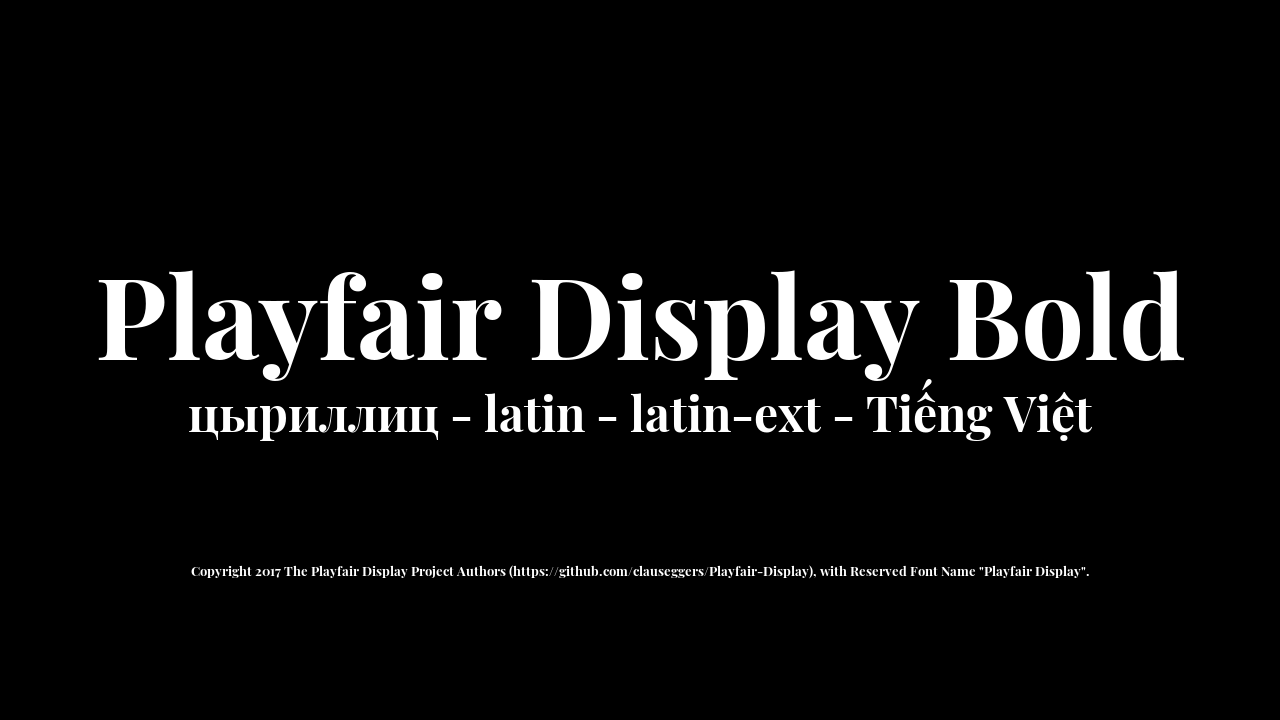 Playfair Display Bold
цыриллиц - latin - latin-ext - Tiếng Việt
Copyright 2017 The Playfair Display Project Authors (https://github.com/clauseggers/Playfair-Display), with Reserved Font Name "Playfair Display".